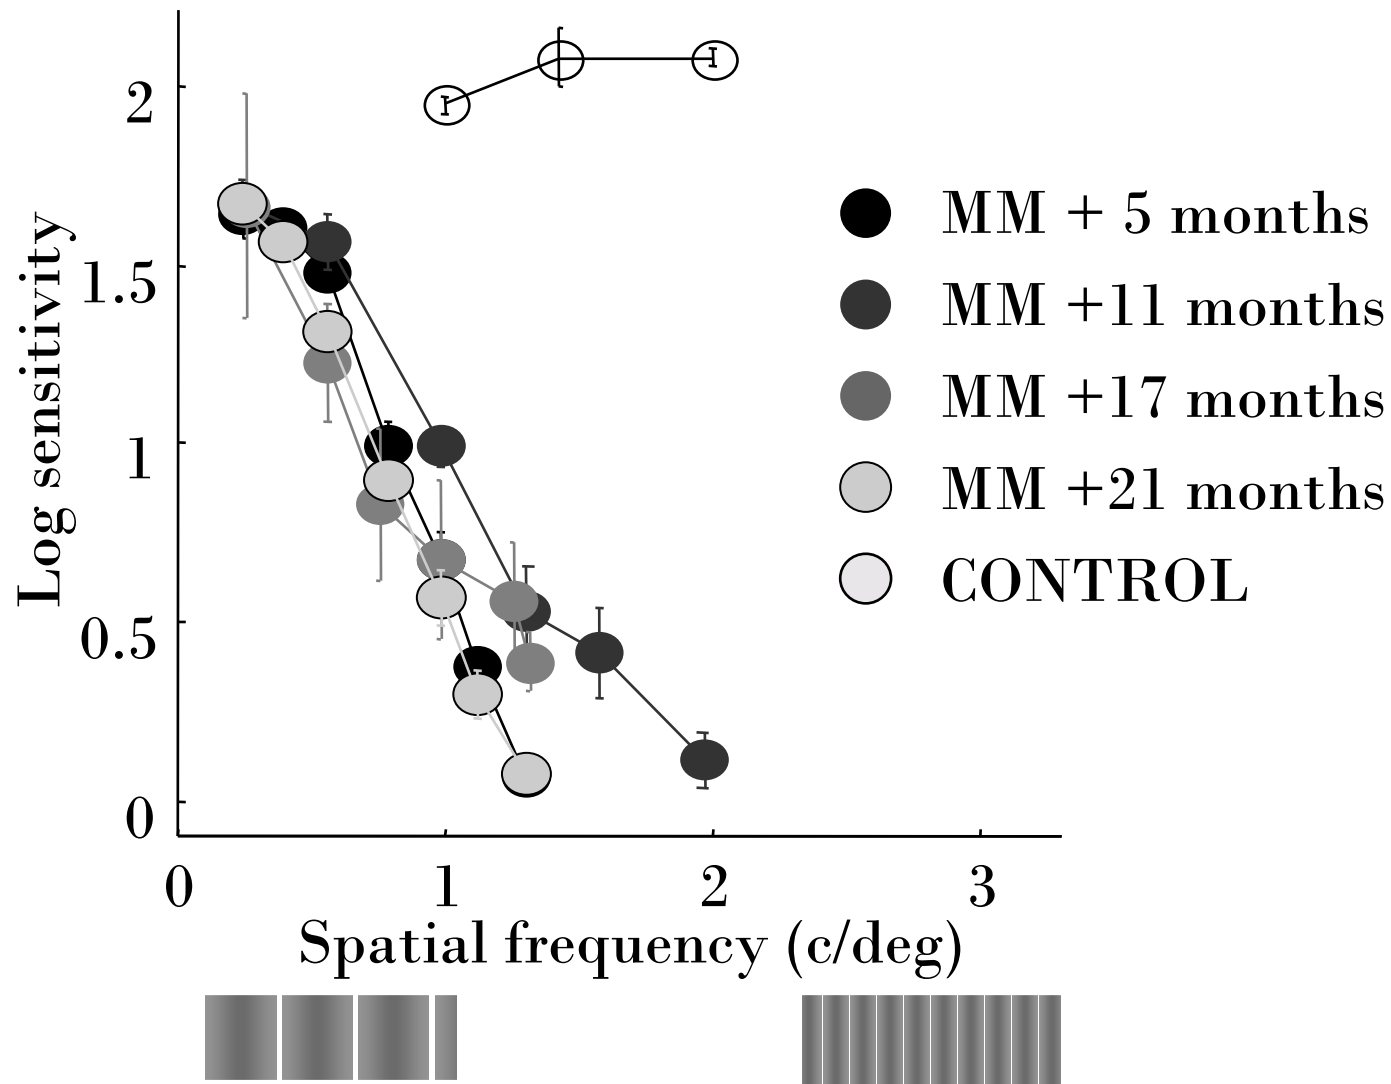 2
1.5
1
0.5
0
Log sensitivity
0 1 2 3
Spatial frequency (c/deg)
MM + 5 months
MM +11 months
MM +17 months
MM +21 months
CONTROL